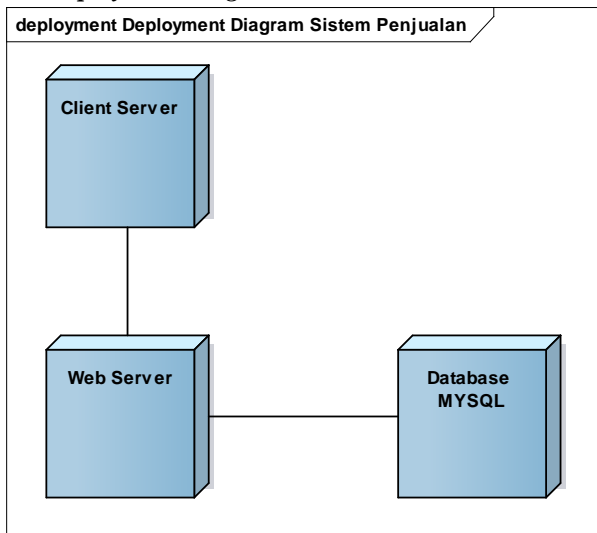 deployment Deployment Diagram Sistem Penjualan
Client Server
Web Server
Database
MYSQL